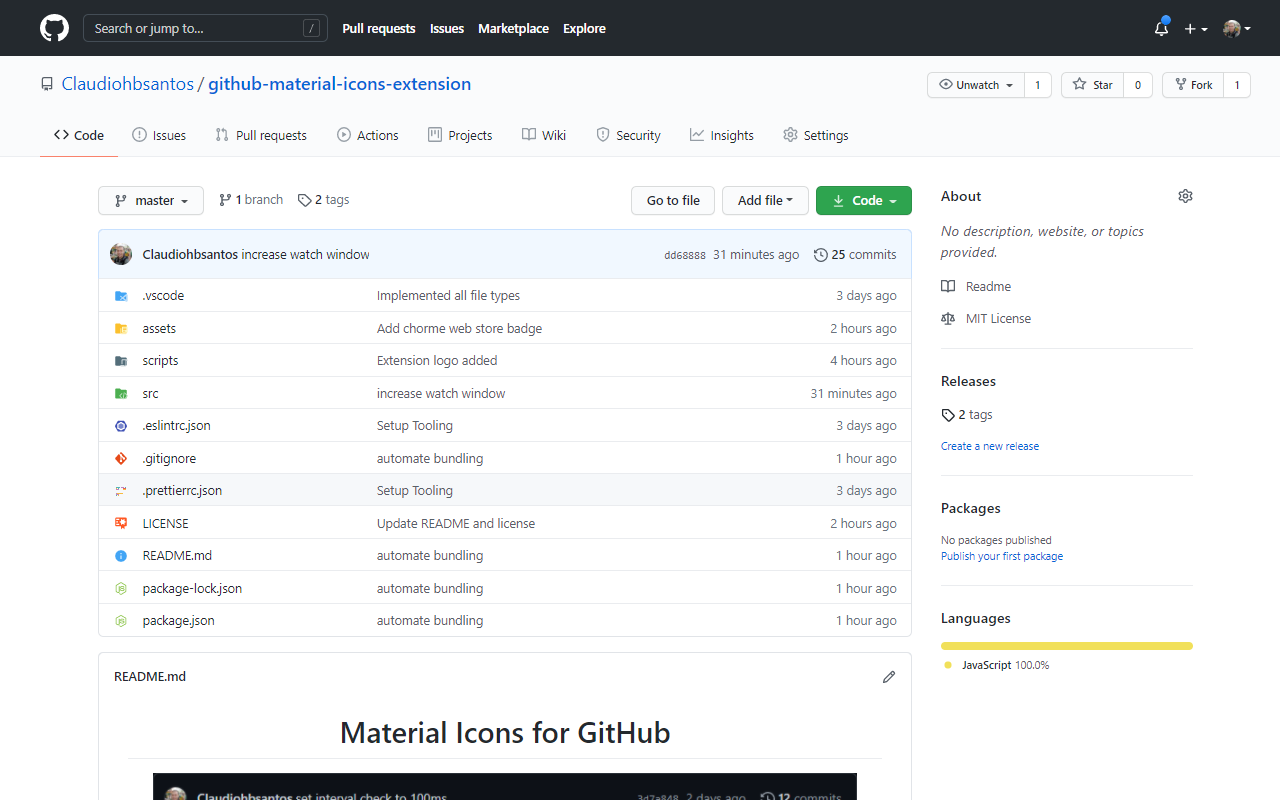 Search or jump to... /
Pull requests Issues Marketplace Explore
Claudiohbsantos / github-material-icons-extension
Unwatch 1 Star 0 Fork 1
Code Issues Pull requests Actions Projects Wiki Security Insights Settings
master 1 branch 2 tags Go to file Add file Code
Claudiohbsantos increase watch window dd68888 31 minutes ago 25 commits
.vscode Implemented all file types 3 days ago
assets Add chorme web store badge 2 hours ago
scripts Extension logo added 4 hours ago
src increase watch window 31 minutes ago
.eslintrc.json Setup Tooling 3 days ago
.gitignore automate bundling 1 hour ago
.prettierrc.json Setup Tooling 3 days ago
LICENSE Update README and license 2 hours ago
README.md automate bundling 1 hour ago
package-lock.json automate bundling 1 hour ago
package.json automate bundling 1 hour ago
README.md
Material Icons for GitHub
Claudiohbsantos set interval check to 100ms 3d7a848 2 days ago 12 commits
About
No description, website, or topics
provided.
Readme
MIT License
Releases
2 tags
Create a new release
Packages
No packages published
Publish your first package
Languages
JavaScript 100.0%